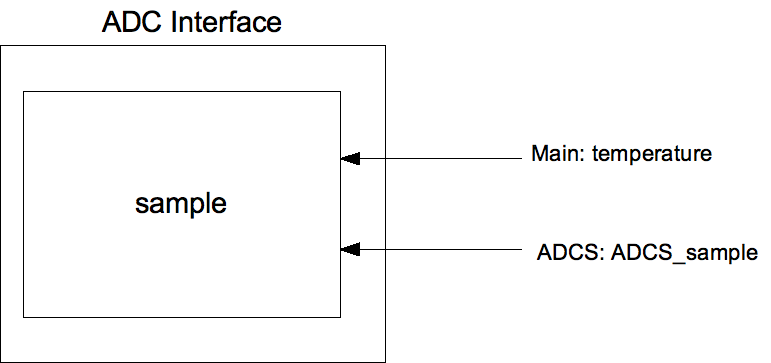 ADC Interface
Main: temperature
sample
ADCS: ADCS_sample